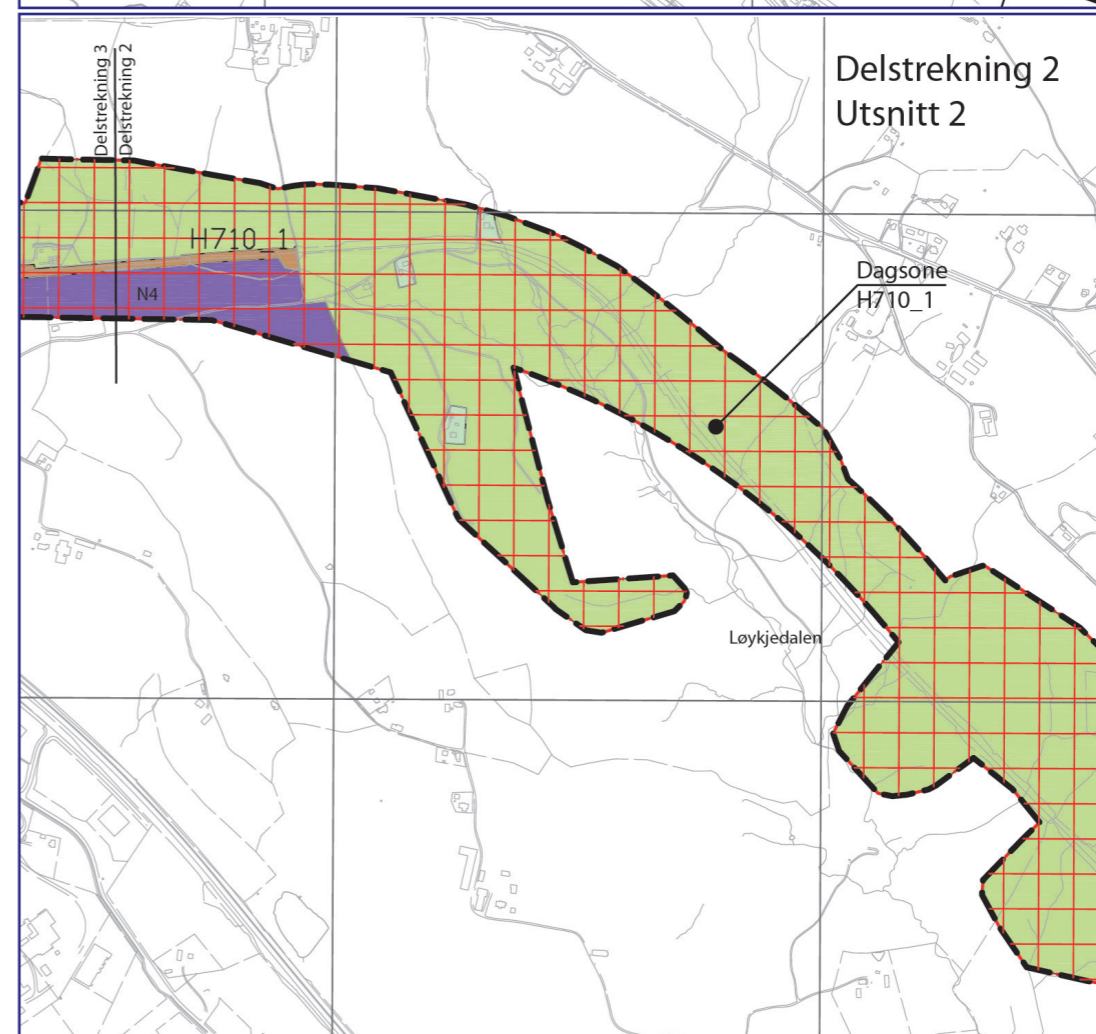 Delstrekning 2
Utsnitt 2
Delstrekning 3
Delstrekning 2
H710_1
N4
Dagsone
H710_1
Løykjedalen